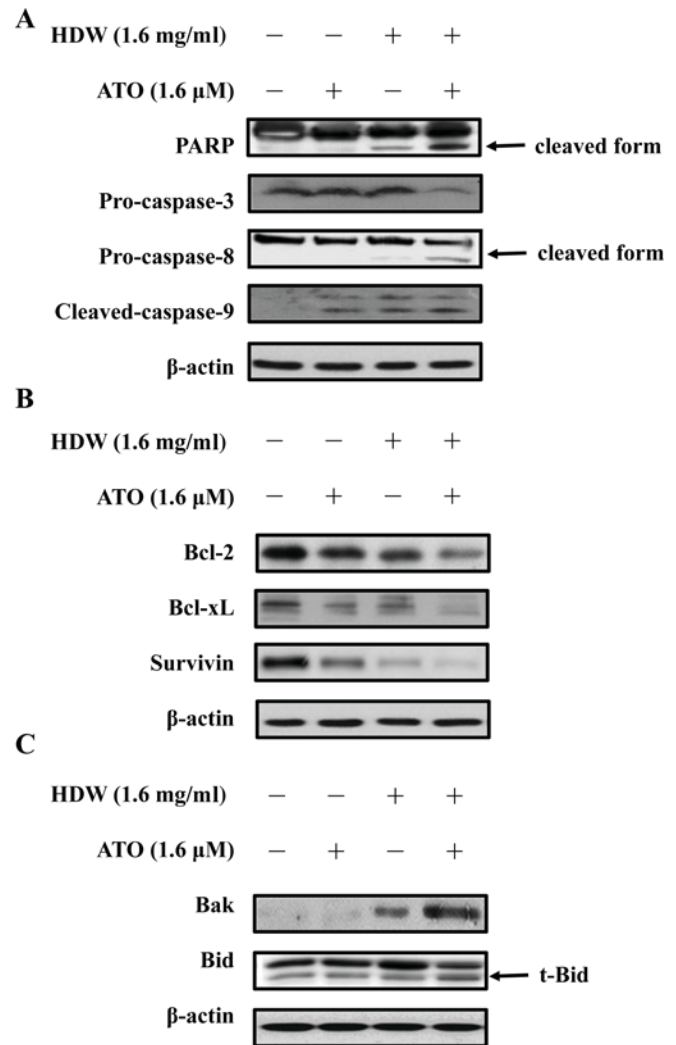 A
HDW (1.6 mg/ml) − − + +
ATO (1.6 µM) − + − +
PARP
cleaved form
Pro-caspase-3
Pro-caspase-8
cleaved form
Cleaved-caspase-9
β-actin
B
HDW (1.6 mg/ml) − − + +
ATO (1.6 µM) − + − +
Bcl-2
Bcl-xL
Survivin
β-actin
C
HDW (1.6 mg/ml) − − + +
ATO (1.6 µM) − + − +
Bak
Bid
t-Bid
β-actin